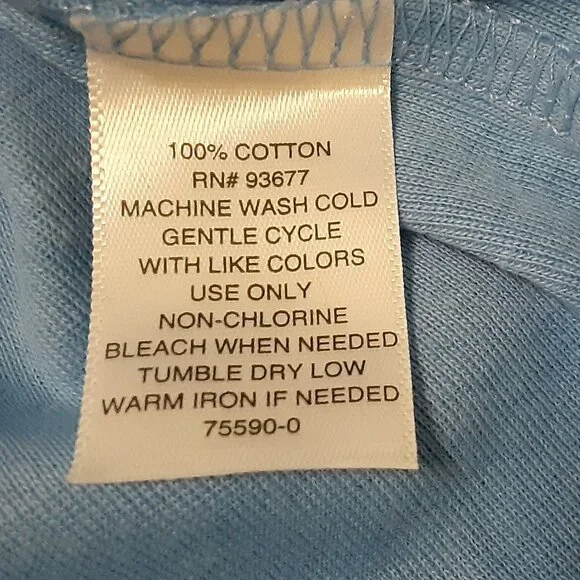 100% COTTON
RN# 93677
MACHINE WASH COLD
GENTLE CYCLE
WITH LIKE COLORS
USE ONLY
NON-CHLORINE
BLEACH WHEN NEEDED
TUMBLE DRY LOW
WARM IRON IF NEEDED
75590-0